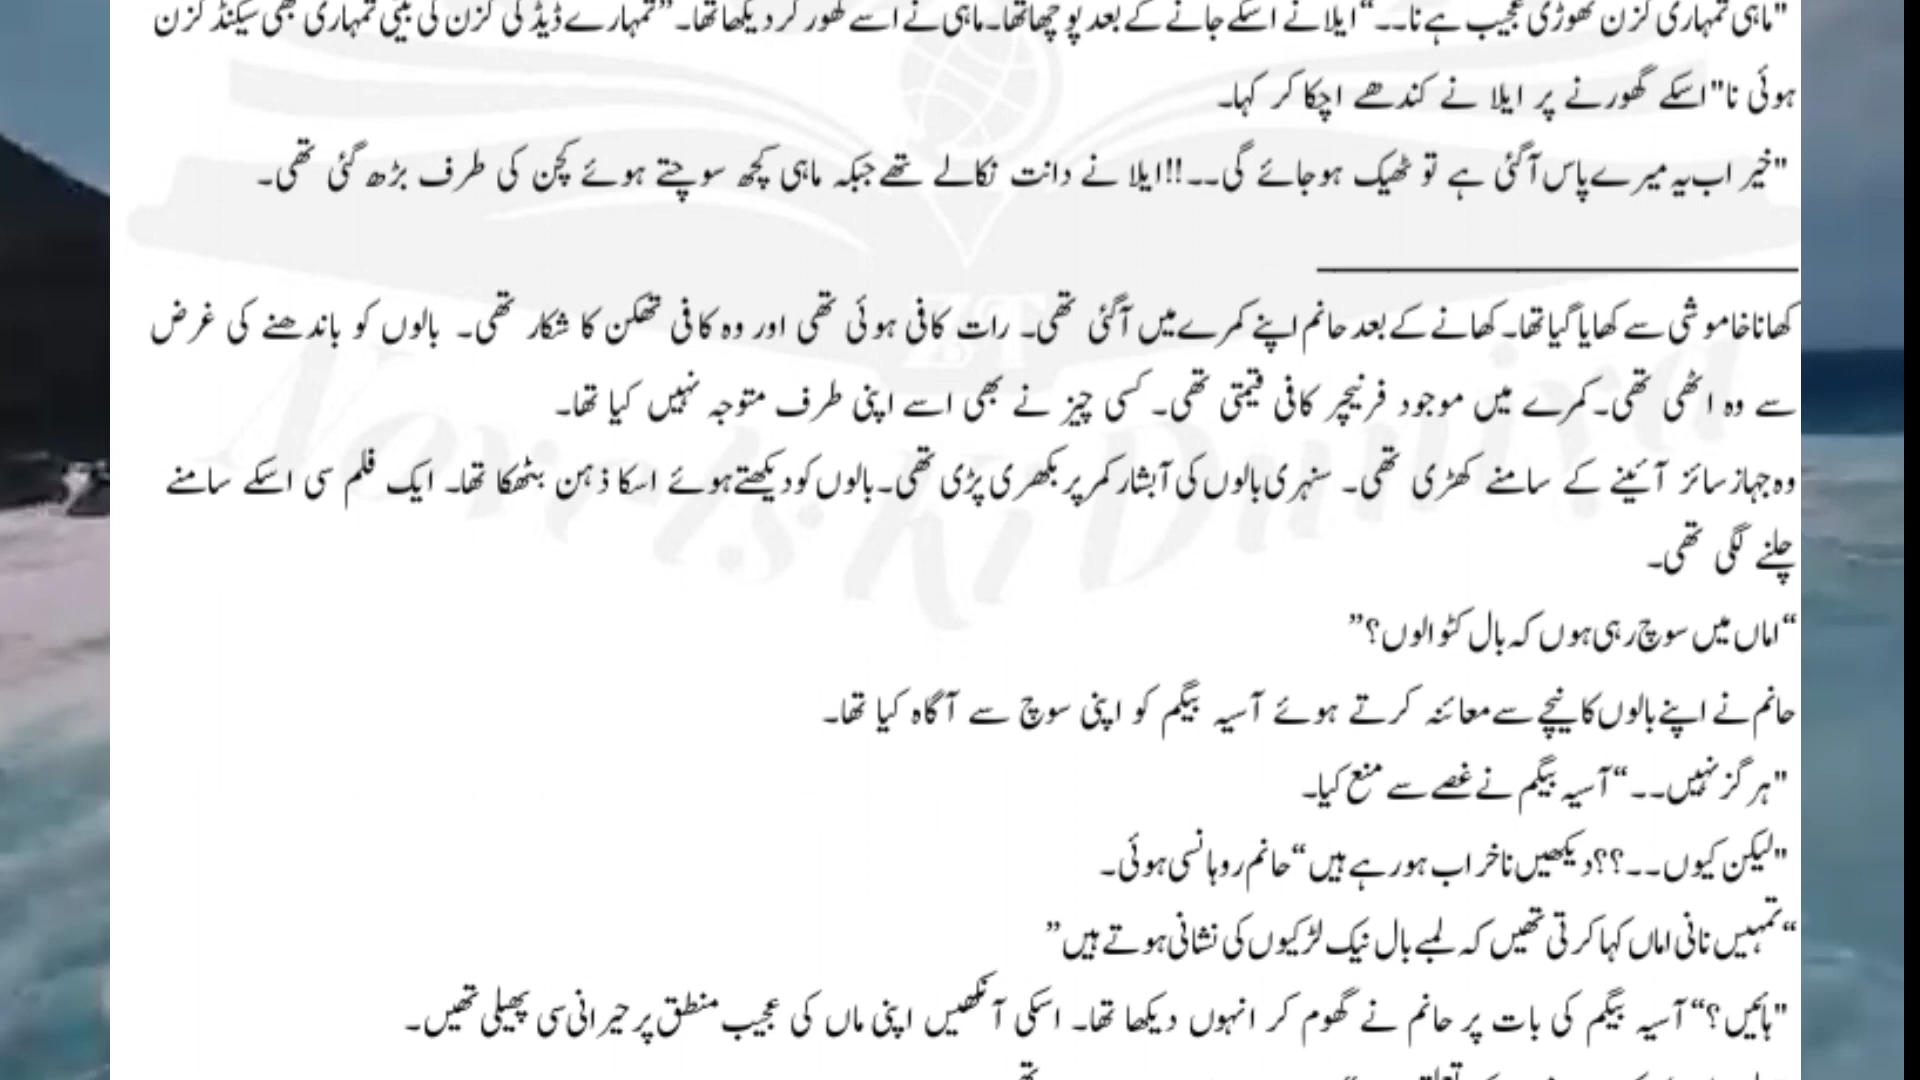 "ماہی تمہاری کزن تھوڑی عجیب ہے نا۔۔“ ایلا نے اسکے جانے کے بعد پوچھا تھا۔ ماہی نے اسے گھور کر دیکھا تھا۔ ”تمہارے ڈیڈ کی کزن کی بیٹی تمہاری بھی سیکنڈ کزن
ہوئی نا" اسکے گھورنے پر ایلا نے کندھے اچکا کر کہا۔
"خیر اب یہ میرے پاس آگئی ہے تو ٹھیک ہو جائے گی۔۔!! ایلا نے دانت نکالے تھے جبکہ ماہی کچھ سوچتے ہوئے کچن کی طرف بڑھ گئی تھی۔
کھانا خاموشی سے کھایا گیا تھا۔ کھانے کے بعد حانم اپنے کمرے میں آگئی تھی۔ رات کافی ہوئی تھی اور وہ کافی تھکن کا شکار تھی۔ بالوں کو باندھنے کی غرض
سے وہ اٹھی تھی۔ کمرے میں موجود فرنیچر کافی قیمتی تھی۔ کسی چیز نے بھی اسے اپنی طرف متوجہ نہیں کیا تھا۔
وہ جہاز سائز آئینے کے سامنے کھڑی تھی۔ سنہری بالوں کی آبشار کمر پر بکھری پڑی تھی۔ بالوں کو دیکھتے ہوئے اسکا ذہن بٹھکا تھا۔ ایک فلم سی اسکے سامنے
چلنے لگی تھی۔
“اماں میں سوچ رہی ہوں کہ بال کٹوا لوں؟”
حانم نے اپنے بالوں کا نیچے سے معائنہ کرتے ہوئے آسیہ بیگم کو اپنی سوچ سے آگاہ کیا تھا۔
"ہرگز نہیں۔۔“ آسیہ بیگم نے غصے سے منع کیا۔
"لیکن کیوں۔۔؟؟ دیکھیں نا خراب ہو رہے ہیں“ حانم روہانسی ہوئی۔
“تمہیں نانی اماں کہا کرتی تھیں کہ لمبے بال نیک لڑکیوں کی نشانی ہوتے ہیں”
"ہائیں؟“ آسیہ بیگم کی بات پر حانم نے گھوم کر انہوں دیکھا تھا۔ اسکی آنکھیں اپنی ماں کی عجیب منطق پر حیرانی سی پھیلی تھیں۔